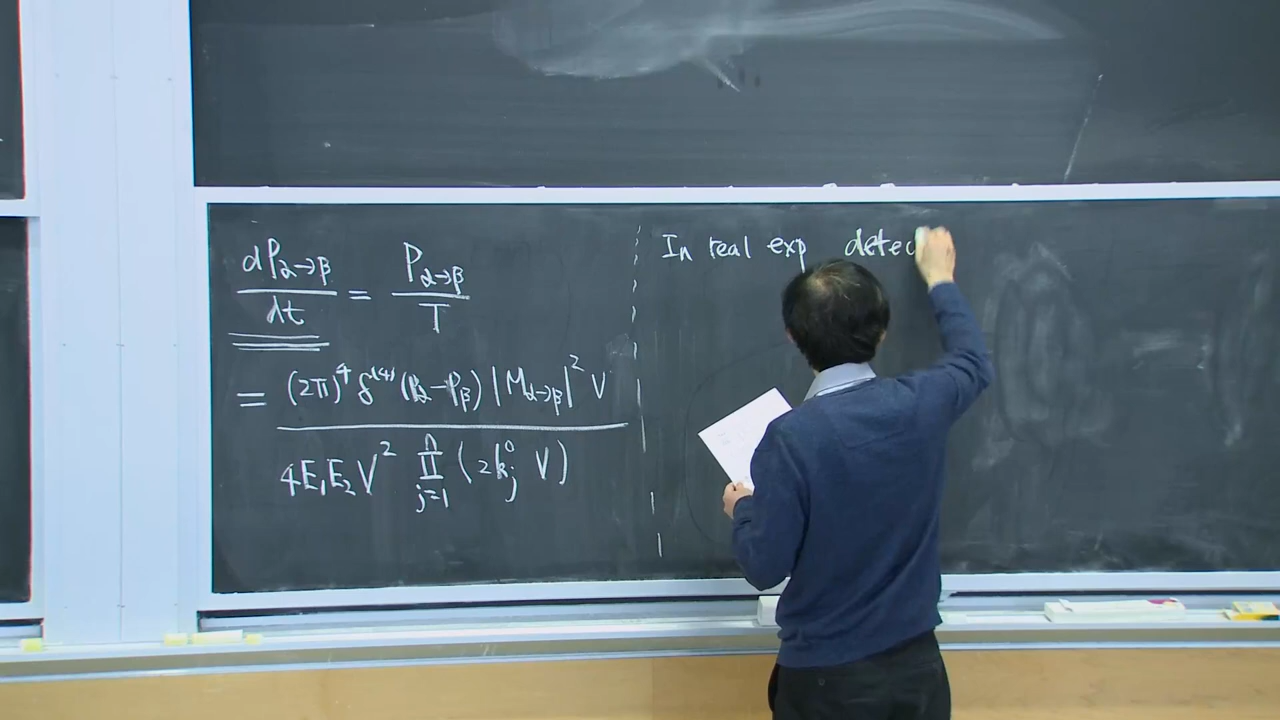 dP_{α→β}/dt = P_{α→β}/T
= (2π)^4 δ^{(4)}(p_α-p_β) |M_{α→β}|^2 V / 4E_1E_2V^2 ∏_{j=1}^{n} (2k_j^0 V)
In real exp detec